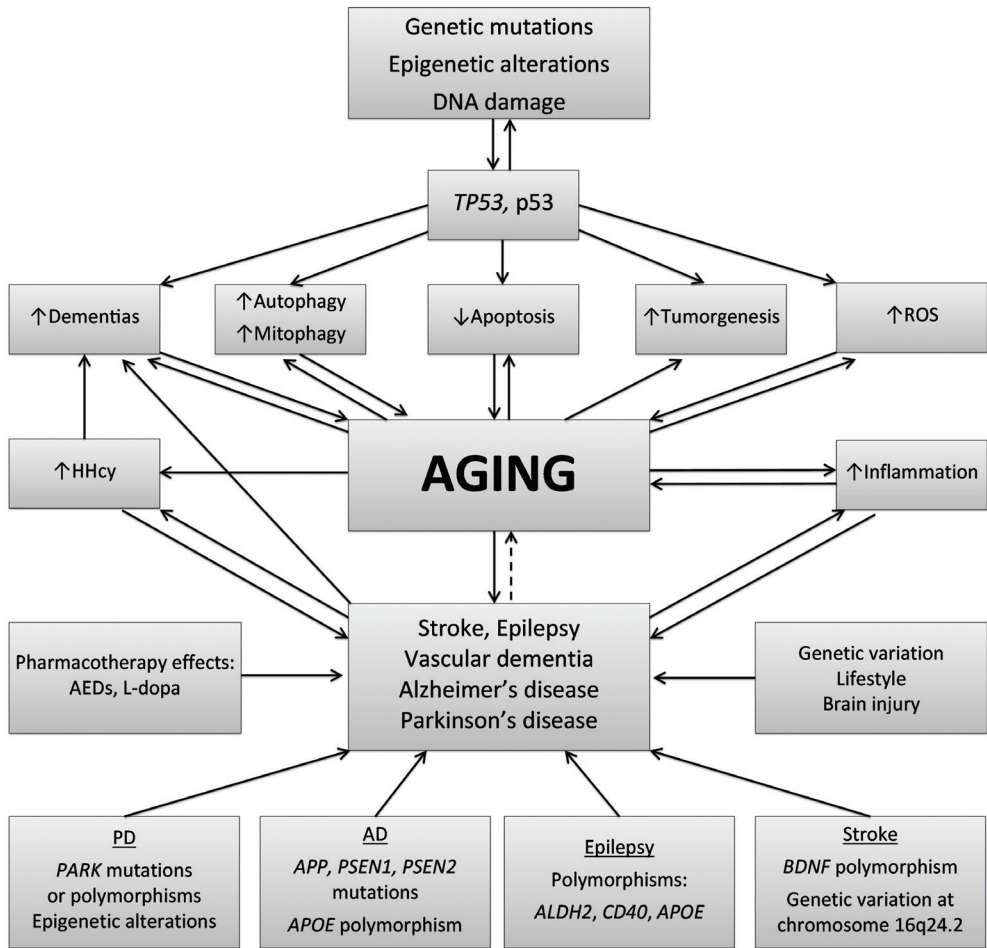 Genetic mutations
Epigenetic alterations
DNA damage
TP53, p53
↑Dementias
↑Autophagy
↑Mitophagy
↓Apoptosis
↑Tumorgenesis
↑ROS
↑HHcy
AGING
↑Inflammation
Stroke, Epilepsy
Vascular dementia
Alzheimer's disease
Parkinson's disease
Pharmacotherapy effects:
AEDs, L-dopa
Genetic variation
Lifestyle
Brain injury
PD
PARK mutations
or polymorphisms
Epigenetic alterations
AD
APP, PSEN1, PSEN2
mutations
APOE polymorphism
Epilepsy
Polymorphisms:
ALDH2, CD40, APOE
Stroke
BDNF polymorphism
Genetic variation at
chromosome 16q24.2